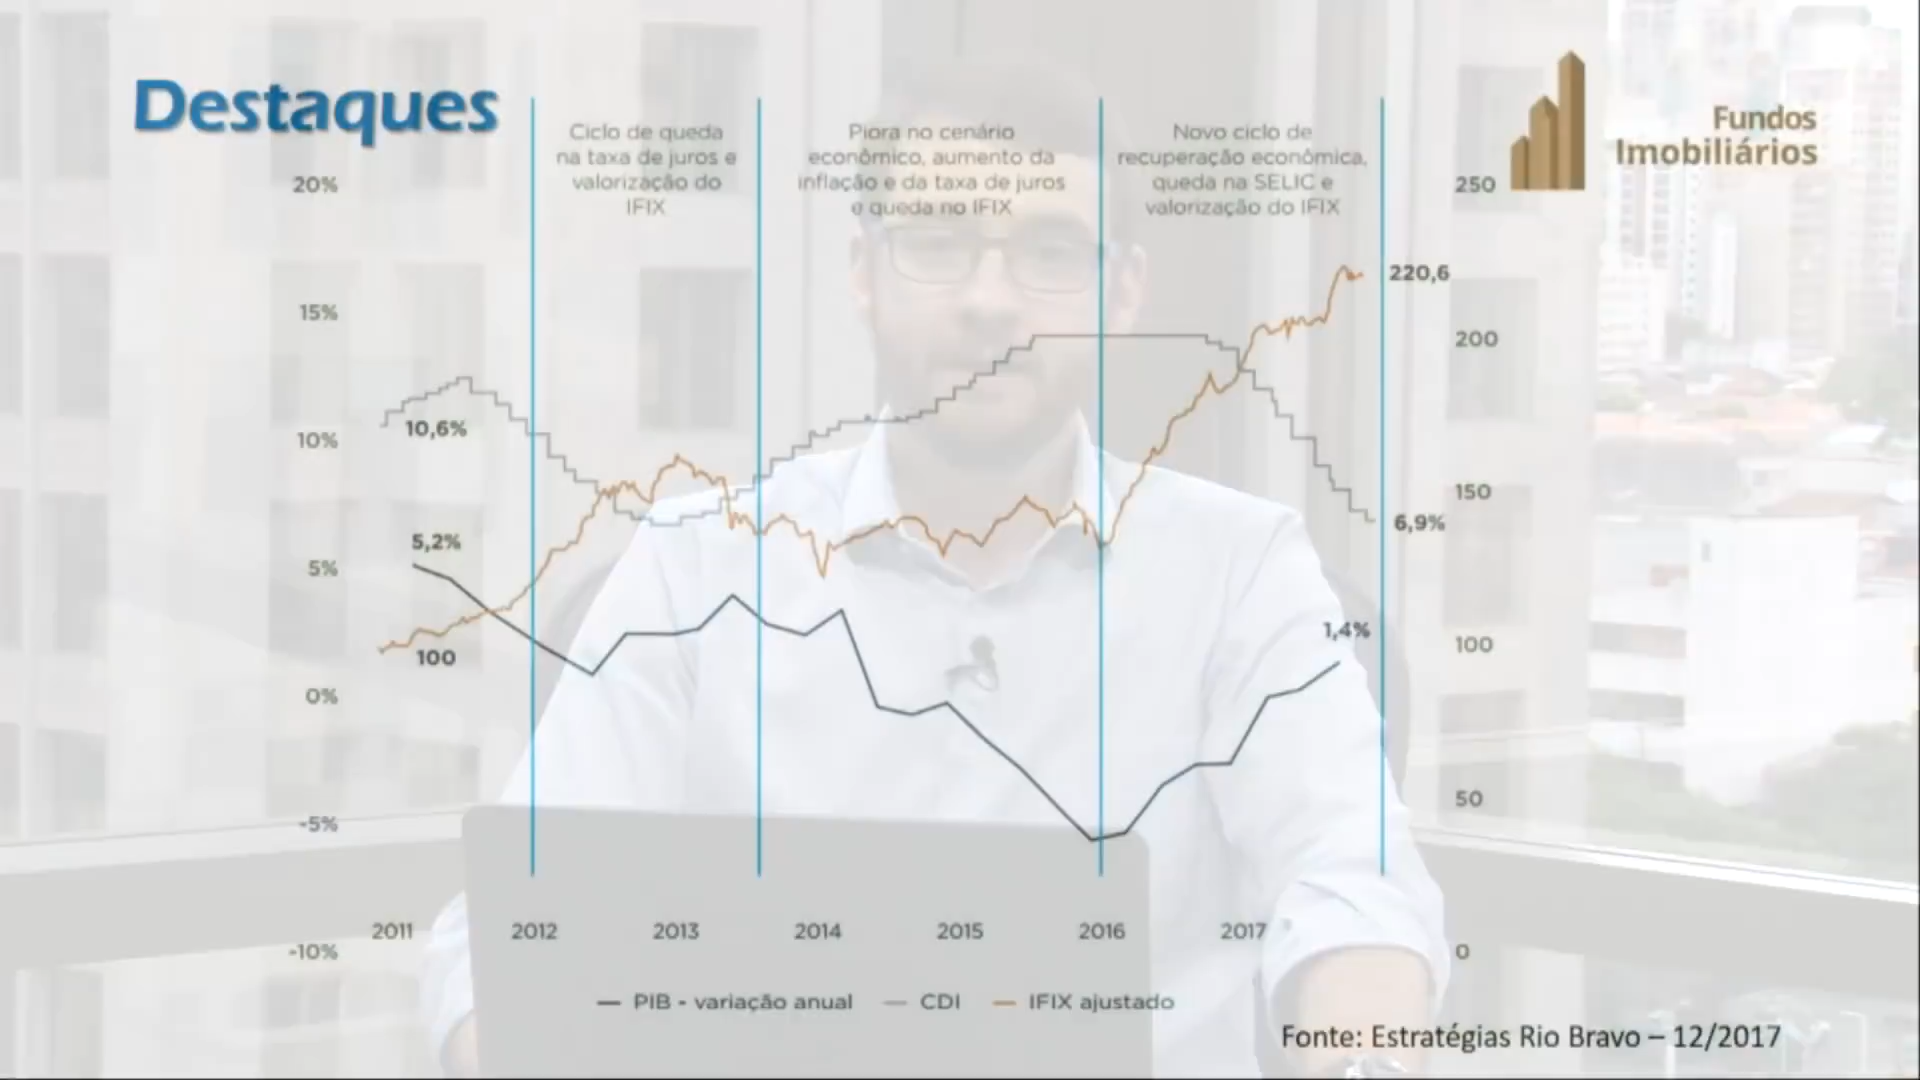 Destaques
Fundos
Imobiliários
Ciclo de queda
na taxa de juros e
valorização do
IFIX
Piora no cenário
econômico, aumento da
inflação e da taxa de juros
e queda no IFIX
Novo ciclo de
recuperação econômica,
queda na SELIC e
valorização do IFIX
20%
15%
10%
5%
0%
-5%
-10%
250
200
150
100
50
0
10,6%
5,2%
100
220,6
6,9%
1,4%
2011 2012 2013 2014 2015 2016 2017
PIB - variação anual CDI IFIX ajustado
Fonte: Estratégias Rio Bravo – 12/2017